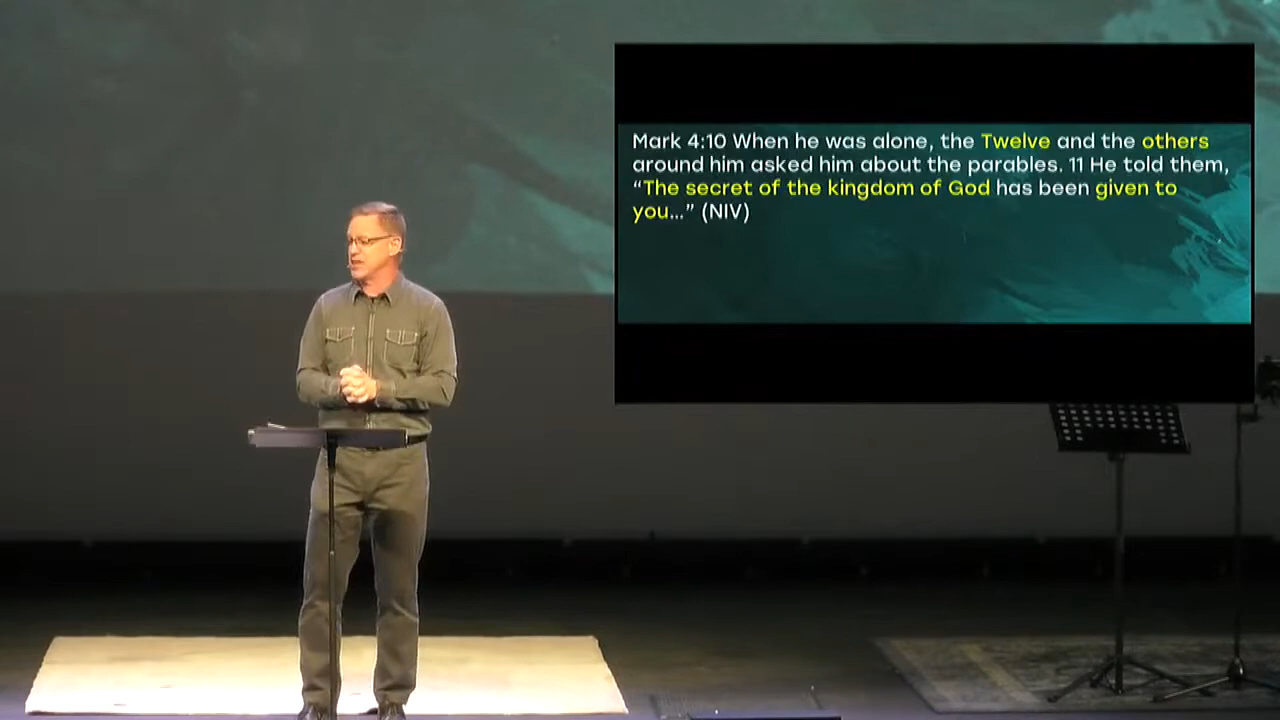 Mark 4:10 When he was alone, the Twelve and the others
around him asked him about the parables. 11 He told them,
“The secret of the kingdom of God has been given to
you...” (NIV)